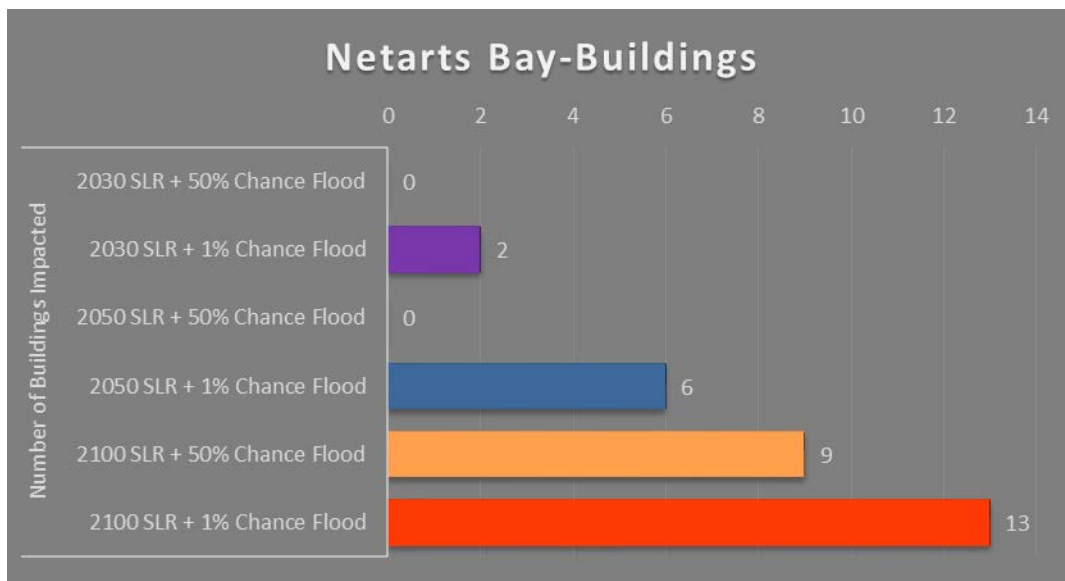 Netarts Bay-Buildings
0 2 4 6 8 10 12 14
Number of Buildings Impacted
2030 SLR + 50% Chance Flood 0
2030 SLR + 1% Chance Flood 2
2050 SLR + 50% Chance Flood 0
2050 SLR + 1% Chance Flood 6
2100 SLR + 50% Chance Flood 9
2100 SLR + 1% Chance Flood 13